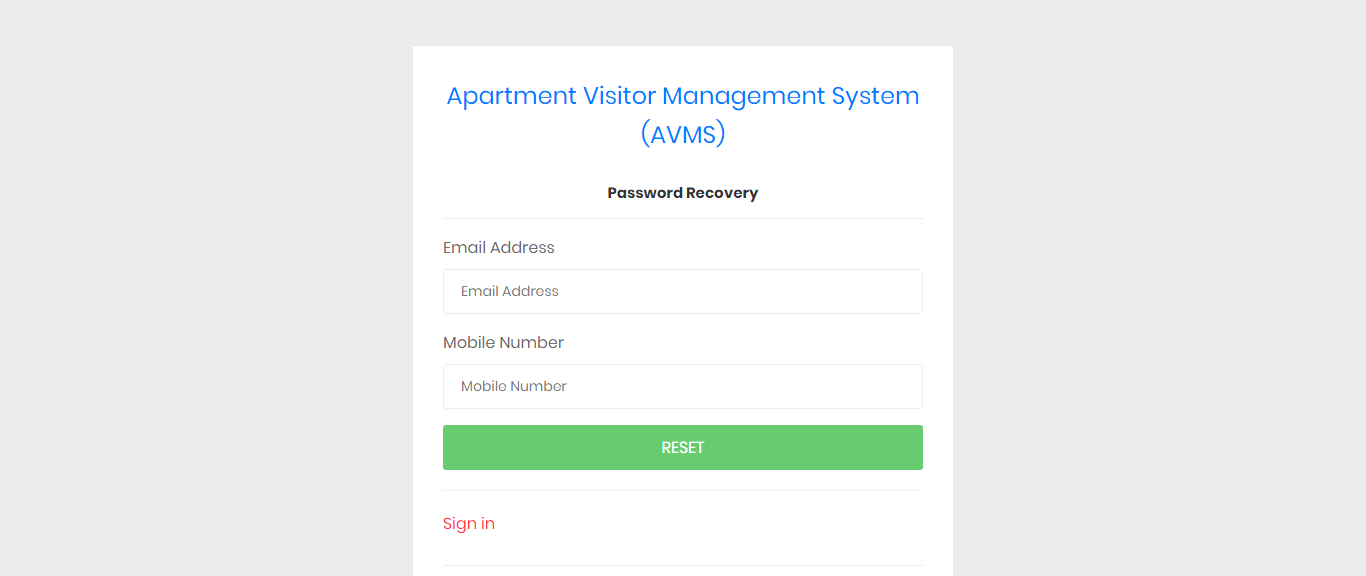 Apartment Visitor Management System
(AVMS)
Password Recovery
Email Address
Email Address
Mobile Number
Mobile Number
RESET
Sign in